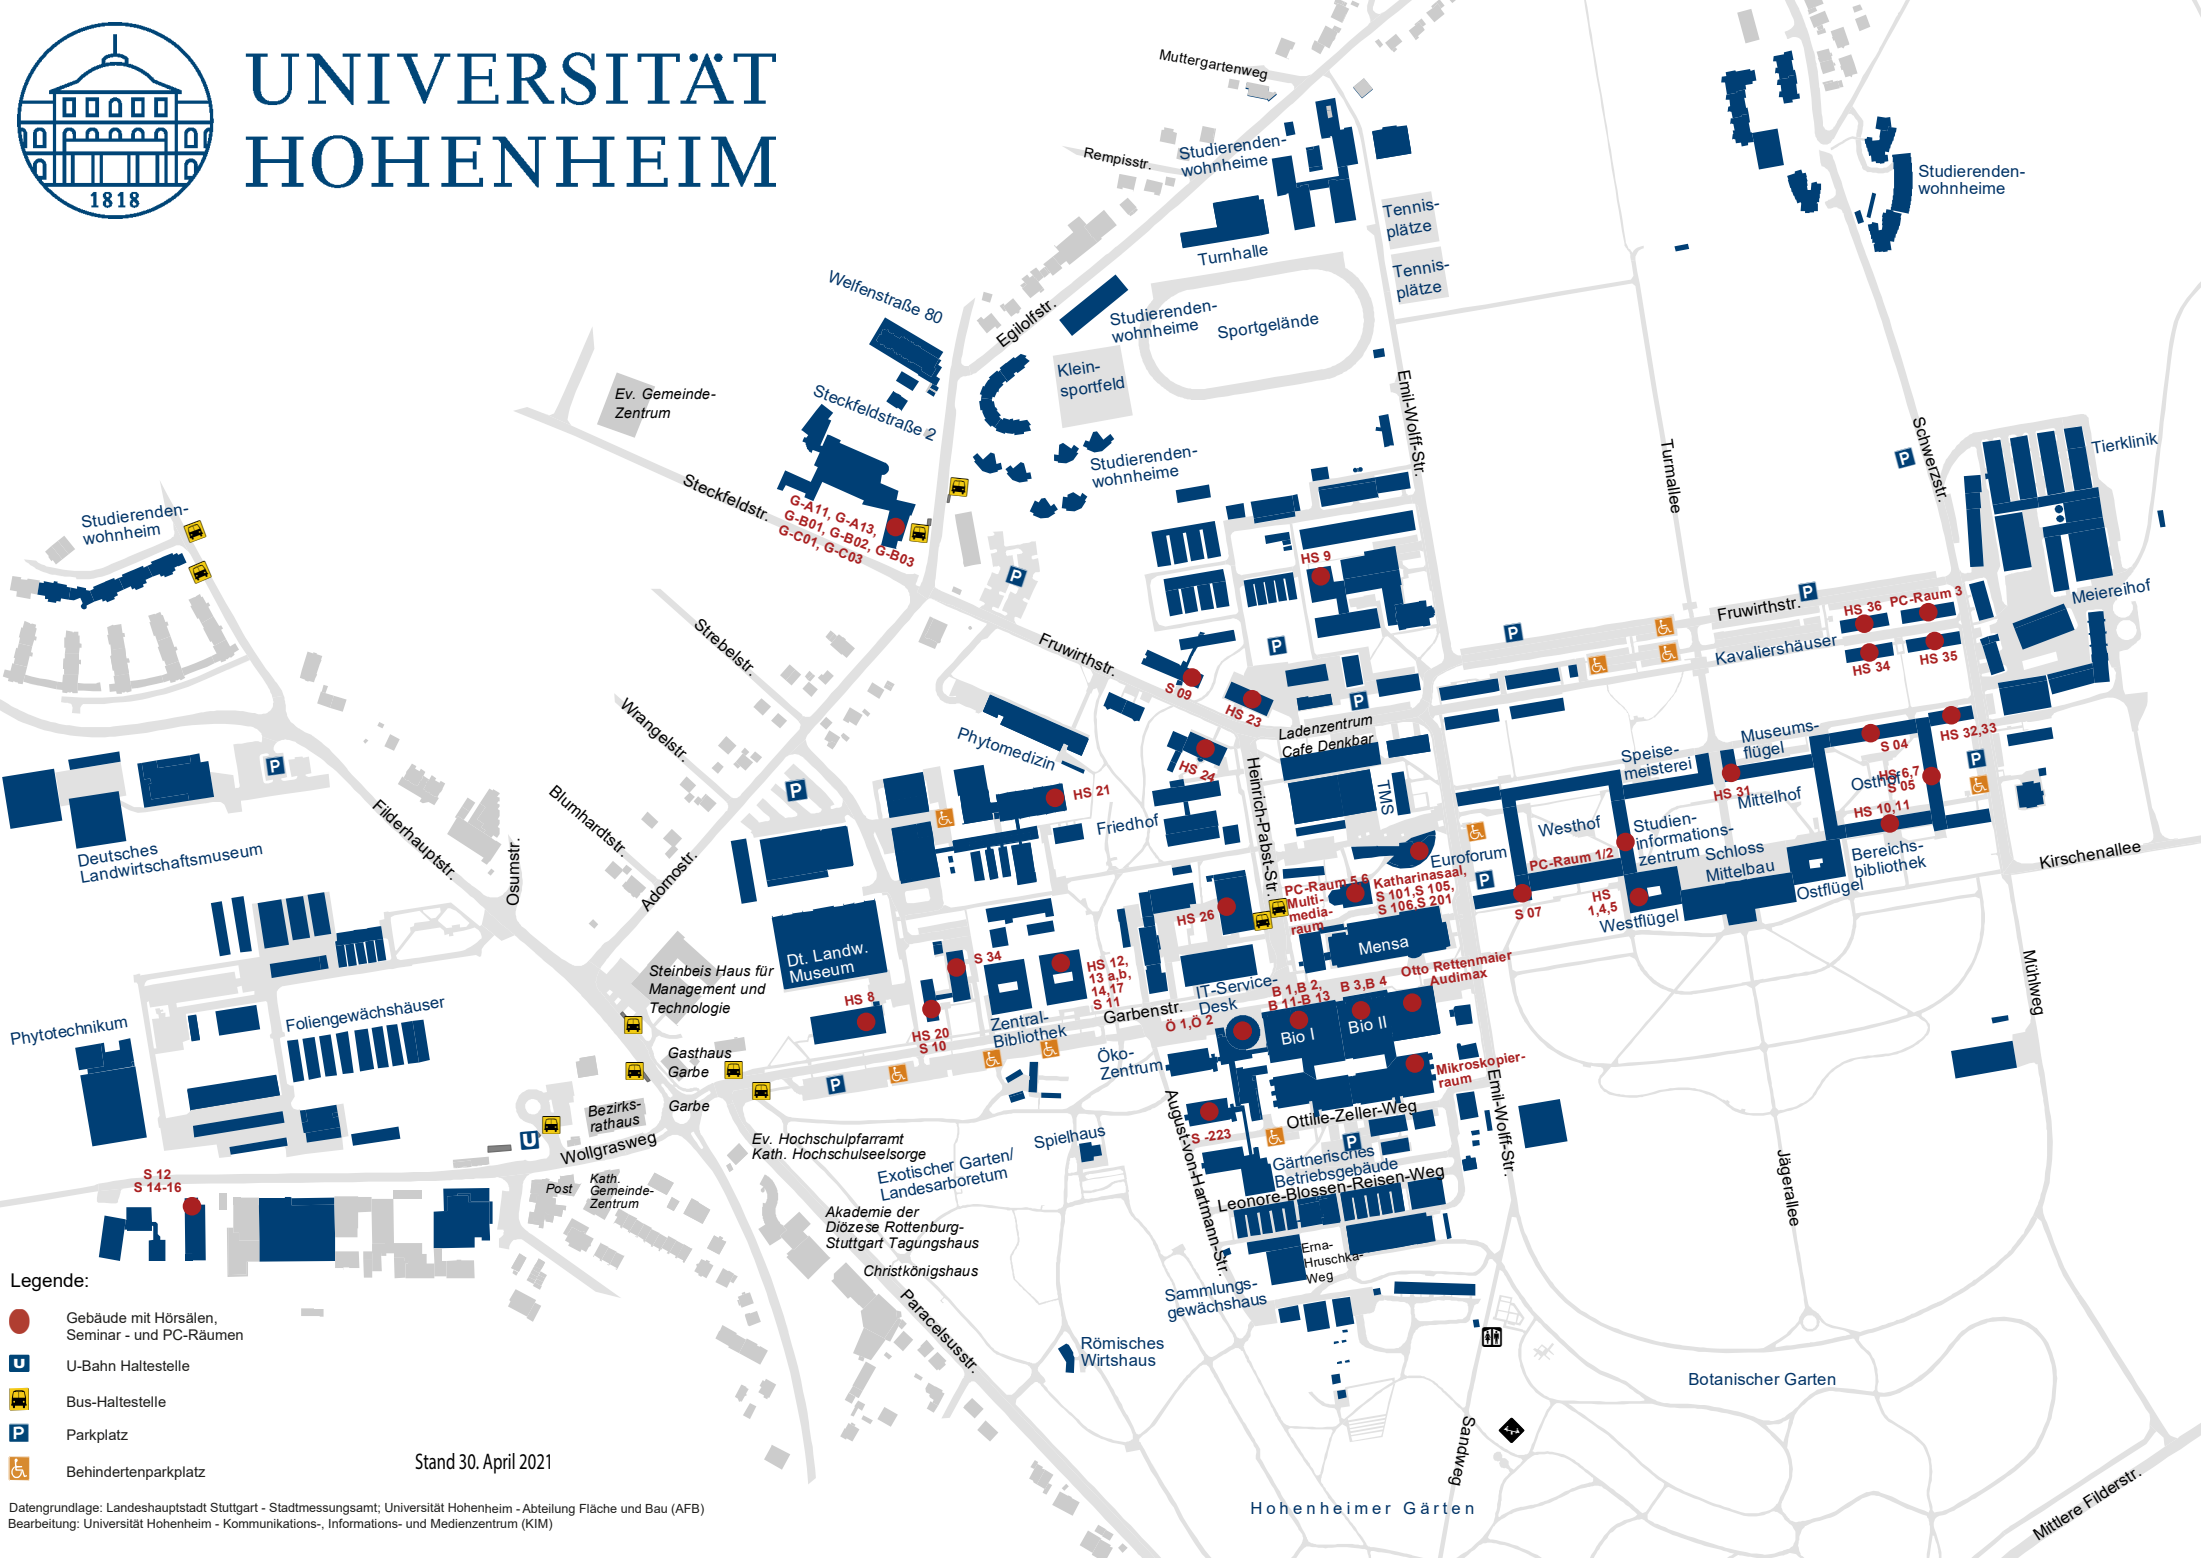 UNIVERSITÄT
HOHENHEIM
1818
Muttergartenweg
Rempisstr.
Studierenden-
wohnheime
Studierenden-
wohnheime
Tennis-
plätze
Turnhalle
Tennis-
plätze
Welfenstraße 80
Egilolfstr.
Studierenden-
wohnheime
Sportgelände
Klein-
sportfeld
Ev. Gemeinde-
Zentrum
Steckfeldstraße 2
Emil-Wolff-Str.
Turmallee
Schwerzstr.
Tierklinik
Studierenden-
wohnheime
Steckfeldstr.
G-A11, G-A13,
G-B01, G-B02, G-B03
G-C01, G-C03
Studierenden-
wohnheim
HS 9
P
P
P
P
P
Fruwirthstr.
HS 36
PC-Raum 3
Meiereihof
Kavaliershäuser
HS 34
HS 35
Strebelstr.
Fruwirthstr.
S 09
HS 23
P
Ladenzentrum
Cafe Denkbar
Wrangelstr.
Phytomedizin
HS 24
Heinrich-Pabst-Str.
TMS
Speise-
meisterei
Museums-
flügel
S 04
HS 32,33
P
HS 31
Mittelhof
Osthof
HS 6,7
S 05
HS 10,11
P
P
Blumhardtstr.
HS 21
Friedhof
Westhof
Studien-
informations-
zentrum
Schloss
Mittelbau
Ostflügel
Bereichs-
bibliothek
Kirschenallee
Deutsches
Landwirtschaftsmuseum
Filderhauptstr.
Osumstr.
Adornostr.
Euroforum
P
PC-Raum 1/2
PC-Raum 5,6
Multi-
media-
raum
Katharinasaal,
S 101,S 105,
S 106,S 201
S 07
HS
1,4,5
Westflügel
HS 26
Mensa
Dt. Landw.
Museum
S 34
HS 12,
13 a,b,
14,17
S 11
Steinbeis Haus für
Management und
Technologie
HS 8
HS 20
S 10
Zentral-
Bibliothek
Garbenstr.
IT-Service-
Desk
Ö 1,Ö 2
B 1,B 2,
B 11-B 13
B 3,B 4
Otto Rettenmaier
Audimax
Bio I
Bio II
Mühlweg
Phytotechnikum
Foliengewächshäuser
Gasthaus
Garbe
Garbe
P
Öko-
Zentrum
Mikroskopier-
raum
Emil-Wolff-Str.
Bezirks-
rathaus
U
Wollgrasweg
Ev. Hochschulpfarramt
Kath. Hochschulseelsorge
Spielhaus
August-von-Hartmann-Str.
S -223
Ottilie-Zeller-Weg
P
Gärtnerisches
Betriebsgebäude
Leonore-Blossen-Reisen-Weg
Jägerallee
S 12
S 14-16
Post
Kath.
Gemeinde-
Zentrum
Exotischer Garten/
Landesarboretum
Akademie der
Diözese Rottenburg-
Stuttgart Tagungshaus
Christkönigshaus
Erna-
Hruschka-
Weg
Sammlungs-
gewächshaus
Paracelsusstr.
Römisches
Wirtshaus
Botanischer Garten
Sandweg
Hohenheimer Gärten
Mittlere Filderstr.
Legende:
Gebäude mit Hörsälen,
Seminar - und PC-Räumen
U
U-Bahn Haltestelle
Bus-Haltestelle
P
Parkplatz
Behindertenparkplatz
Stand 30. April 2021
Datengrundlage: Landeshauptstadt Stuttgart - Stadtmessungsamt; Universität Hohenheim - Abteilung Fläche und Bau (AFB)
Bearbeitung: Universität Hohenheim - Kommunikations-, Informations- und Medienzentrum (KIM)